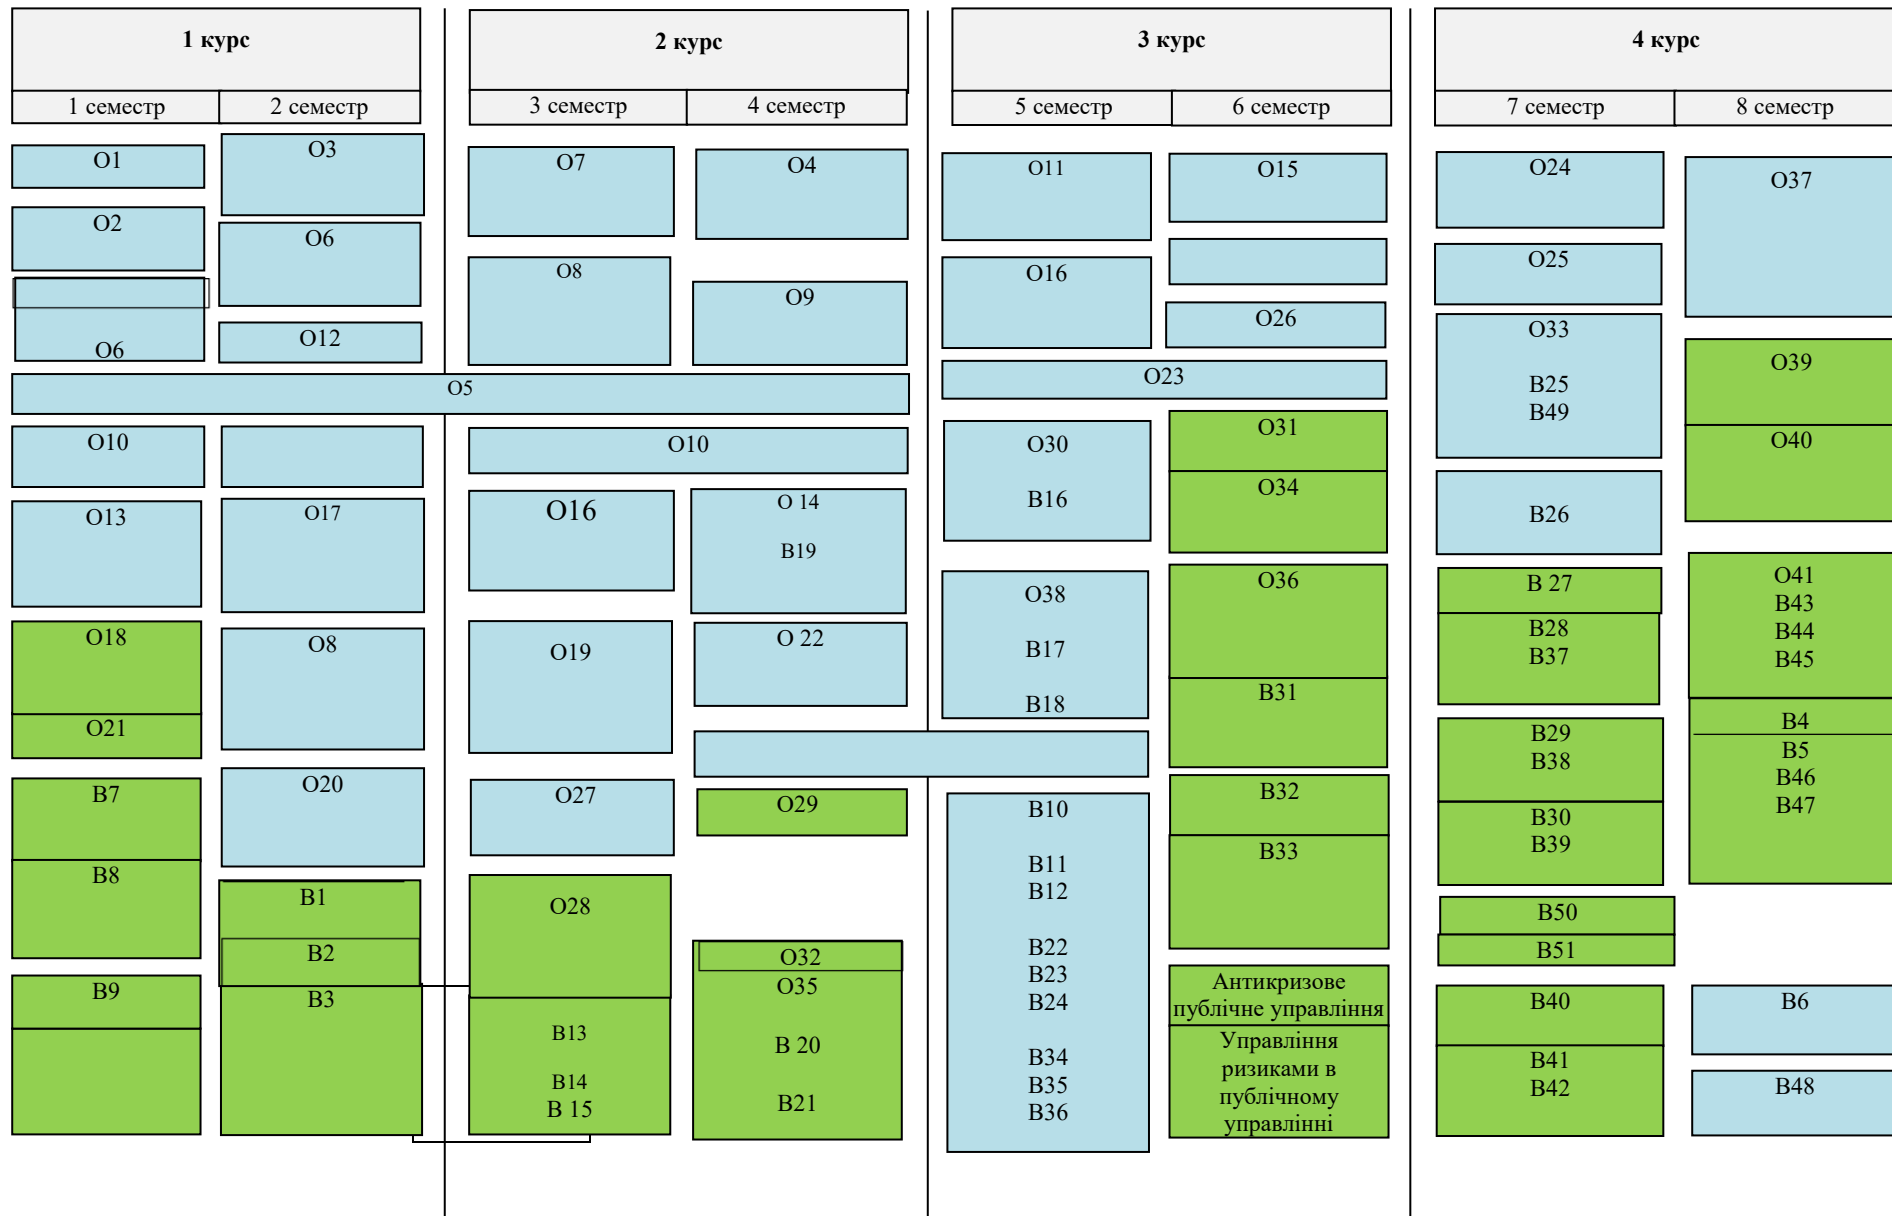 1 курс
1 семестр
2 семестр
О1
О2
О6
О3
О6
О12
О5
О10
О13
О18
О21
В7
В8
В9
О17
О8
О20
В1
В2
В3
2 курс
3 семестр
4 семестр
О7
О8
О4
О9
О10
О16
О19
О27
О28
В13
В14
В 15
О 14
В19
О 22
О29
О32
О35
В 20
В21
3 курс
5 семестр
6 семестр
О11
О16
О15
О26
О23
О30
В16
О38
В17
В18
В10
В11
В12
В22
В23
В24
В34
В35
В36
О31
О34
О36
В31
В32
В33
Антикризове
публічне управління
Управління
ризиками в
публічному
управлінні
4 курс
7 семестр
8 семестр
О24
О25
О33
В25
В49
В26
В 27
В28
В37
В29
В38
В30
В39
В50
В51
В40
В41
В42
О37
О39
О40
О41
В43
В44
В45
В4
В5
В46
В47
В6
В48